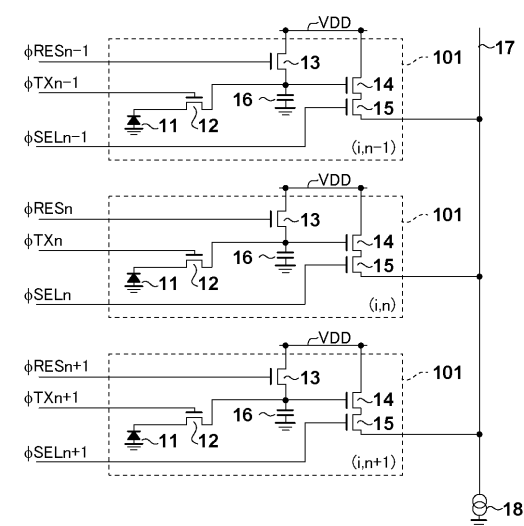 VDD
17
ϕRESn-1
13
101
ϕTXn-1
14
16
15
11
12
ϕSELn-1
(i,n-1)
VDD
ϕRESn
13
101
ϕTXn
14
16
15
11
12
ϕSELn
(i,n)
VDD
ϕRESn+1
13
101
ϕTXn+1
14
16
15
11
12
ϕSELn+1
(i,n+1)
18